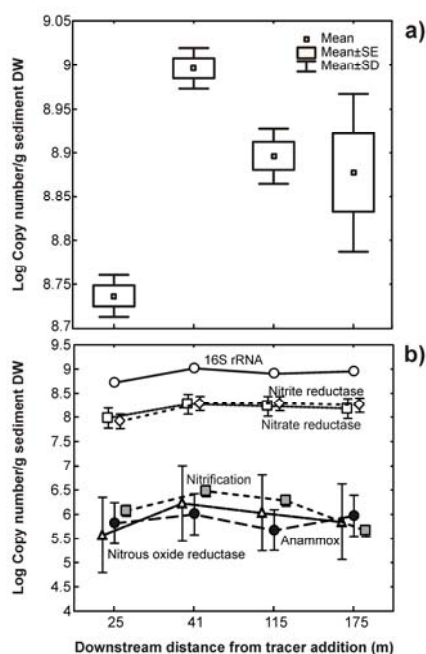 a)
Mean
Mean±SE
Mean±SD
Log Copy number/g sediment DW
9.05
9
8.95
8.9
8.85
8.8
8.75
8.7
b)
Log Copy number/g sediment DW
9.5
9
8.5
8
7.5
7
6.5
6
5.5
5
4.5
4
16S rRNA
Nitrite reductase
Nitrate reductase
Nitrification
Nitrous oxide reductase
Anammox
25 41 115 175
Downstream distance from tracer addition (m)